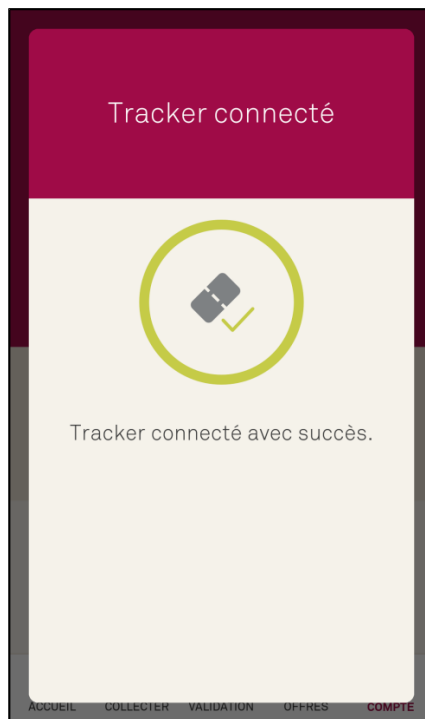 Tracker connecté
Tracker connecté avec succès.
ACCUEIL COLLECTER VALIDATION OFFRES COMPTE